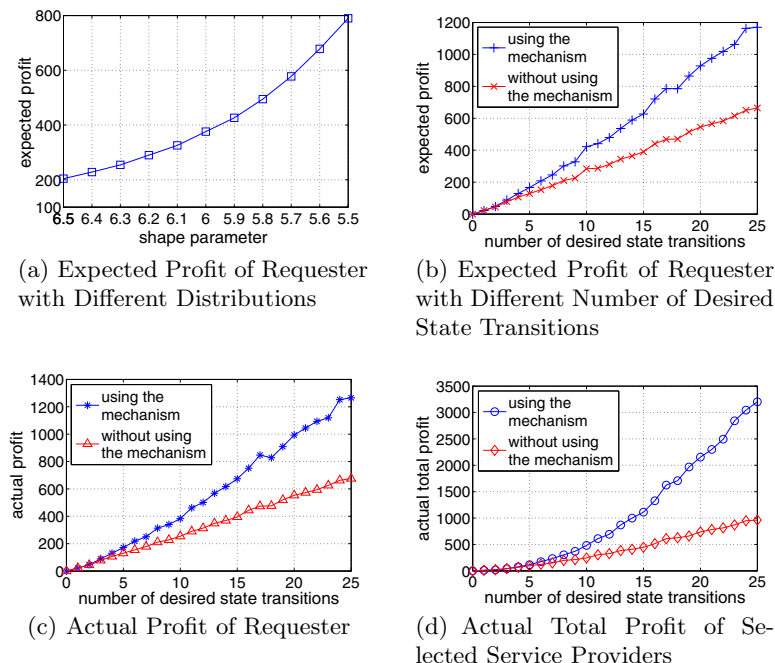 800
600
400
200
100
expected profit
6.5 6.4 6.3 6.2 6.1 6 5.9 5.8 5.7 5.6 5.5
shape parameter
(a) Expected Profit of Requester
with Different Distributions
1200
1000
800
600
400
200
0
expected profit
using the
mechanism
without using
the mechanism
0 5 10 15 20 25
number of desired state transitions
(b) Expected Profit of Requester
with Different Number of Desired
State Transitions
1400
1200
1000
800
600
400
200
0
actual profit
using the
mechanism
without using
the mechanism
0 5 10 15 20 25
number of desired state transitions
(c) Actual Profit of Requester
3500
3000
2500
2000
1500
1000
500
0
actual total profit
using the
mechanism
without using
the mechanism
0 5 10 15 20 25
number of desired state transitions
(d) Actual Total Profit of Se-
lected Service Providers